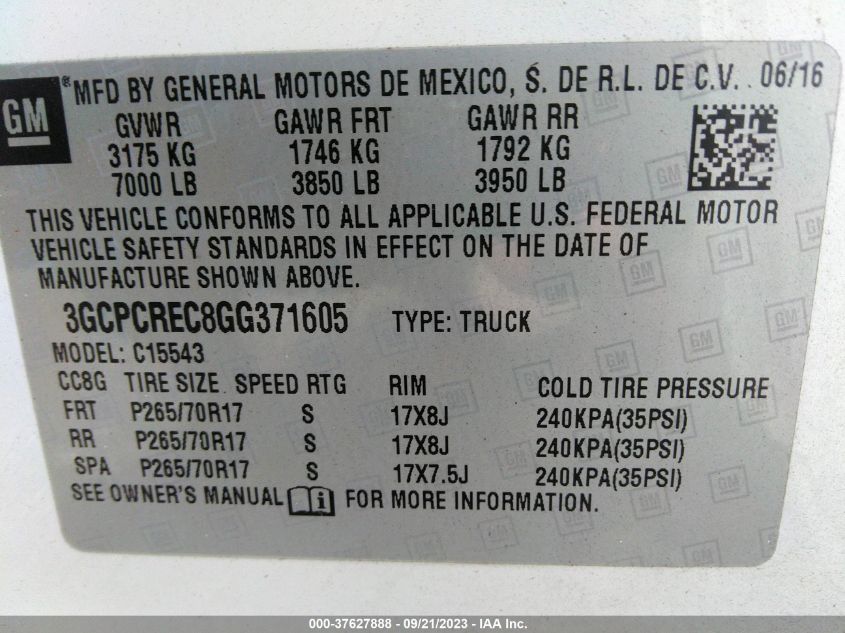 GM ® MFD BY GENERAL MOTORS DE MEXICO, S. DE R.L. DE C.V. 06/16
GVWR GAWR FRT GAWR RR
3175 KG 1746 KG 1792 KG
7000 LB 3850 LB 3950 LB
THIS VEHICLE CONFORMS TO ALL APPLICABLE U.S. FEDERAL MOTOR
VEHICLE SAFETY STANDARDS IN EFFECT ON THE DATE OF
MANUFACTURE SHOWN ABOVE.
3GCPCREC8GG371605 TYPE: TRUCK
MODEL: C15543
CC8G TIRE SIZE SPEED RTG RIM COLD TIRE PRESSURE
FRT P265/70R17 S 17X8J 240KPA(35PSI)
RR P265/70R17 S 17X8J 240KPA(35PSI)
SPA P265/70R17 S 17X7.5J 240KPA(35PSI)
SEE OWNER'S MANUAL i FOR MORE INFORMATION.
000-37627888 - 09/21/2023 - IAA Inc.